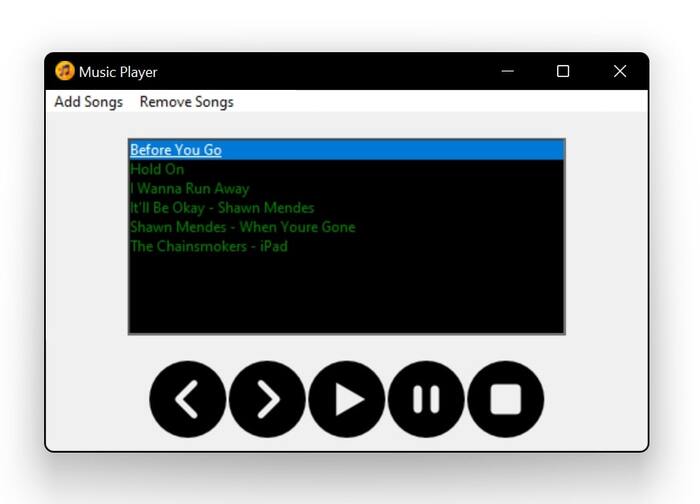 Music Player
Add Songs Remove Songs
Before You Go
Hold On
I Wanna Run Away
It'll Be Okay - Shawn Mendes
Shawn Mendes - When Youre Gone
The Chainsmokers - iPad